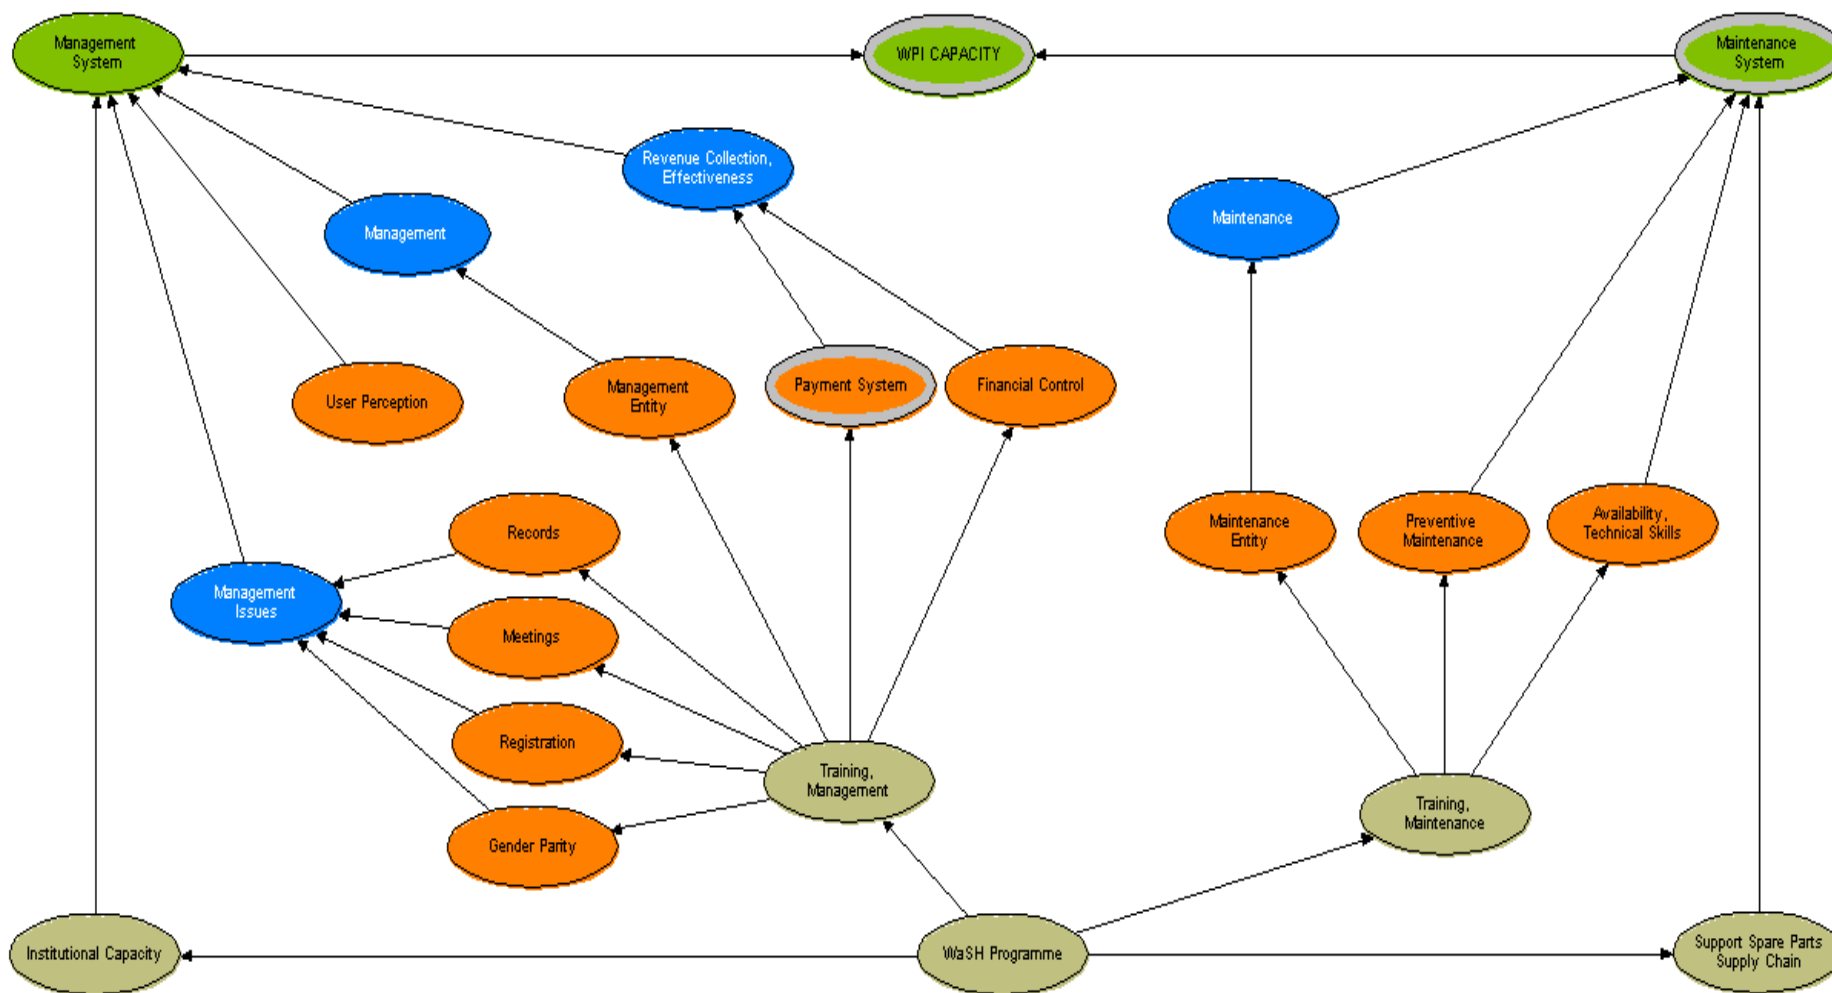 Management
System
WPI CAPACITY
Maintenance
System
Revenue Collection,
Effectiveness
Management
Maintenance
User Perception
Management
Entity
Payment System
Financial Control
Records
Maintenance
Entity
Preventive
Maintenance
Availability,
Technical Skills
Management
Issues
Meetings
Registration
Training,
Management
Gender Parity
Training,
Maintenance
Institutional Capacity
WaSH Programme
Support Spare Parts
Supply Chain